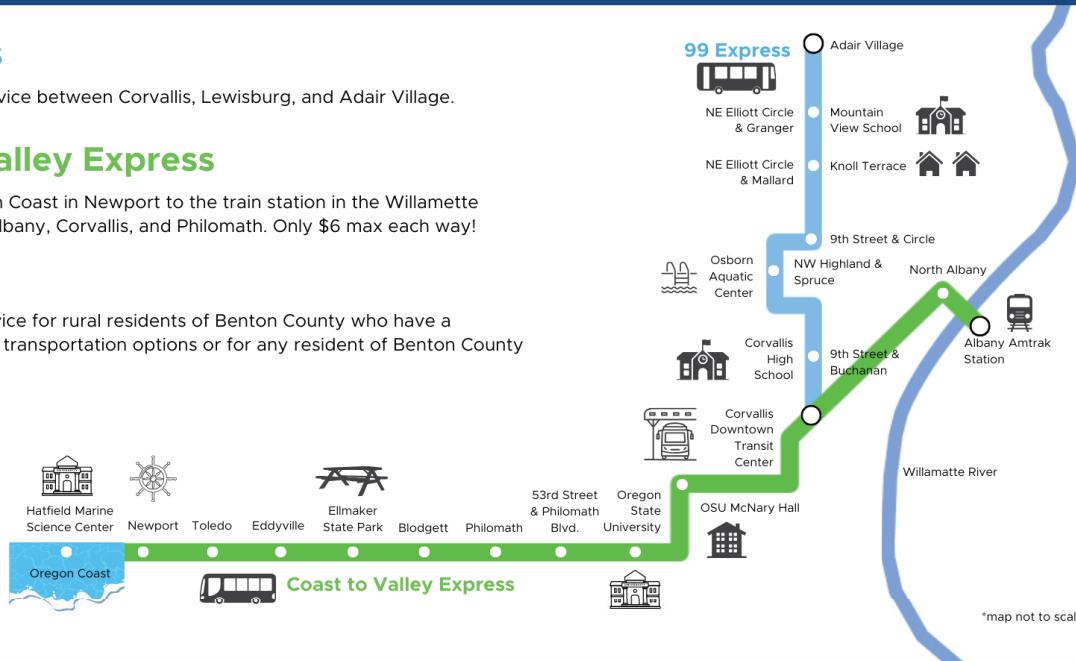 99 Express
Adair Village
vice between Corvallis, Lewisburg, and Adair Village.
NE Elliott Circle
& Granger
Mountain
View School
alley Express
NE Elliott Circle
& Mallard
Knoll Terrace
n Coast in Newport to the train station in the Willamette
lbany, Corvallis, and Philomath. Only $6 max each way!
9th Street & Circle
Osborn
Aquatic
Center
NW Highland &
Spruce
North Albany
vice for rural residents of Benton County who have a
transportation options or for any resident of Benton County
Albany Amtrak
Station
Corvallis
High
School
9th Street &
Buchanan
Corvallis
Downtown
Transit
Center
Willamatte River
Hatfield Marine
Science Center
Newport
Toledo
Eddyville
Ellmaker
State Park
Blodgett
Philomath
53rd Street
& Philomath
Blvd.
Oregon
State
University
OSU McNary Hall
Oregon Coast
Coast to Valley Express
*map not to scal